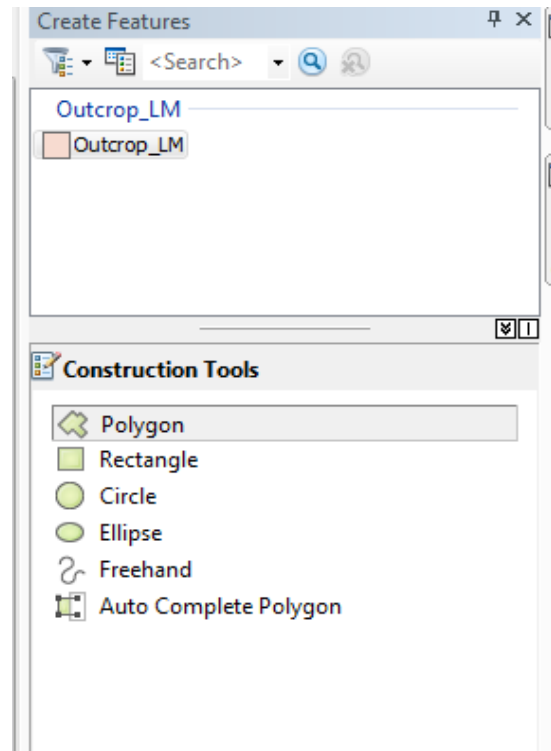 Create Features
<Search>
Outcrop_LM
Outcrop_LM
Construction Tools
Polygon
Rectangle
Circle
Ellipse
Freehand
Auto Complete Polygon